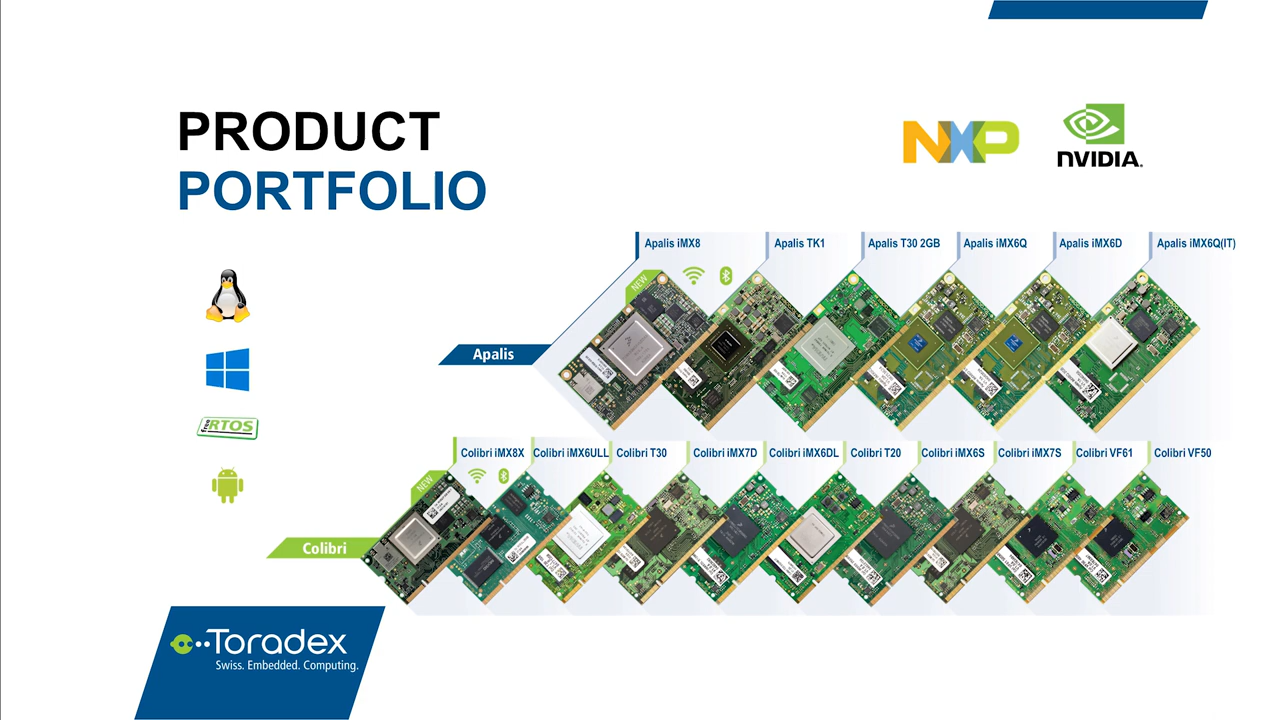 PRODUCT
PORTFOLIO
NXP
NVIDIA.
Apalis iMX8
Apalis TK1
Apalis T30 2GB
Apalis iMX6Q
Apalis iMX6D
Apalis iMX6Q(IT)
NEW
Apalis
free RTOS
Colibri iMX8X
Colibri iMX6ULL
Colibri T30
Colibri iMX7D
Colibri iMX6DL
Colibri T20
Colibri iMX6S
Colibri iMX7S
Colibri VF61
Colibri VF50
NEW
Colibri
Toradex
Swiss. Embedded. Computing.